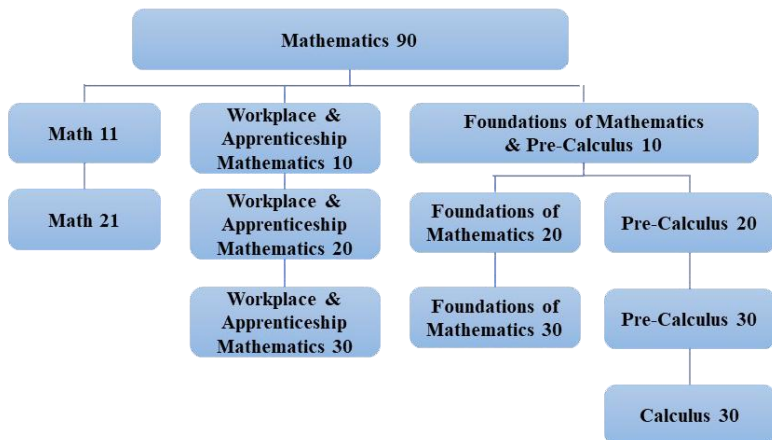 Mathematics 90
Math 11
Workplace &
Apprenticeship
Mathematics 10
Foundations of Mathematics
& Pre-Calculus 10
Math 21
Workplace &
Apprenticeship
Mathematics 20
Foundations of
Mathematics 20
Pre-Calculus 20
Workplace &
Apprenticeship
Mathematics 30
Foundations of
Mathematics 30
Pre-Calculus 30
Calculus 30